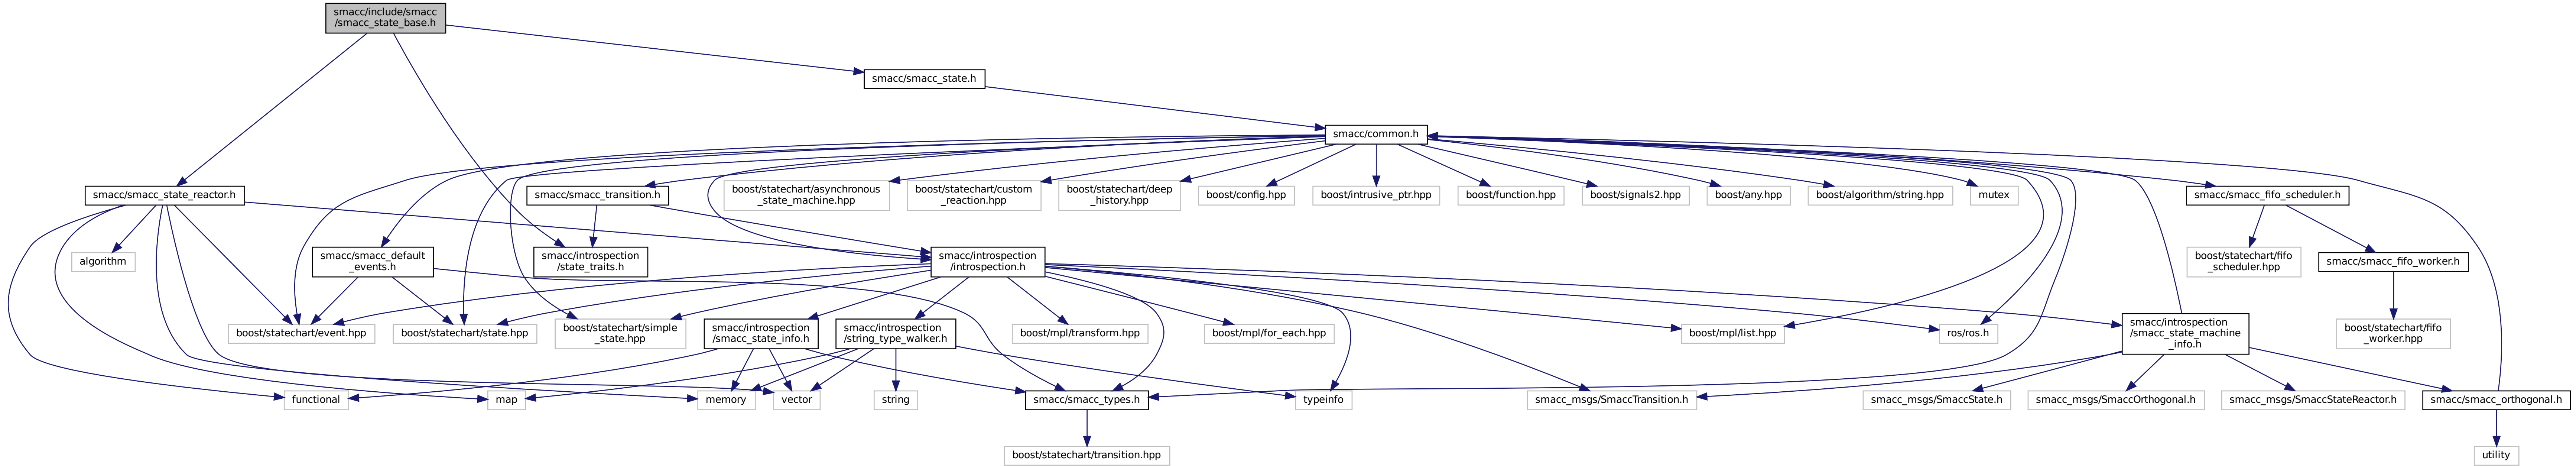 smacc/include/smacc
/smacc_state_base.h
smacc/smacc_state.h
smacc/common.h
smacc/smacc_state_reactor.h
smacc/smacc_transition.h
boost/statechart/asynchronous
_state_machine.hpp
boost/statechart/custom
_reaction.hpp
boost/statechart/deep
_history.hpp
boost/config.hpp
boost/intrusive_ptr.hpp
boost/function.hpp
boost/signals2.hpp
boost/any.hpp
boost/algorithm/string.hpp
mutex
smacc/smacc_fifo_scheduler.h
algorithm
smacc/smacc_default
_events.h
smacc/introspection
/state_traits.h
smacc/introspection
/introspection.h
boost/statechart/fifo
_scheduler.hpp
smacc/smacc_fifo_worker.h
boost/statechart/event.hpp
boost/statechart/state.hpp
boost/statechart/simple
_state.hpp
smacc/introspection
/smacc_state_info.h
smacc/introspection
/string_type_walker.h
boost/mpl/transform.hpp
boost/mpl/for_each.hpp
boost/mpl/list.hpp
ros/ros.h
smacc/introspection
/smacc_state_machine
_info.h
boost/statechart/fifo
_worker.hpp
functional
map
memory
vector
string
smacc/smacc_types.h
typeinfo
smacc_msgs/SmaccTransition.h
smacc_msgs/SmaccState.h
smacc_msgs/SmaccOrthogonal.h
smacc_msgs/SmaccStateReactor.h
smacc/smacc_orthogonal.h
boost/statechart/transition.hpp
utility